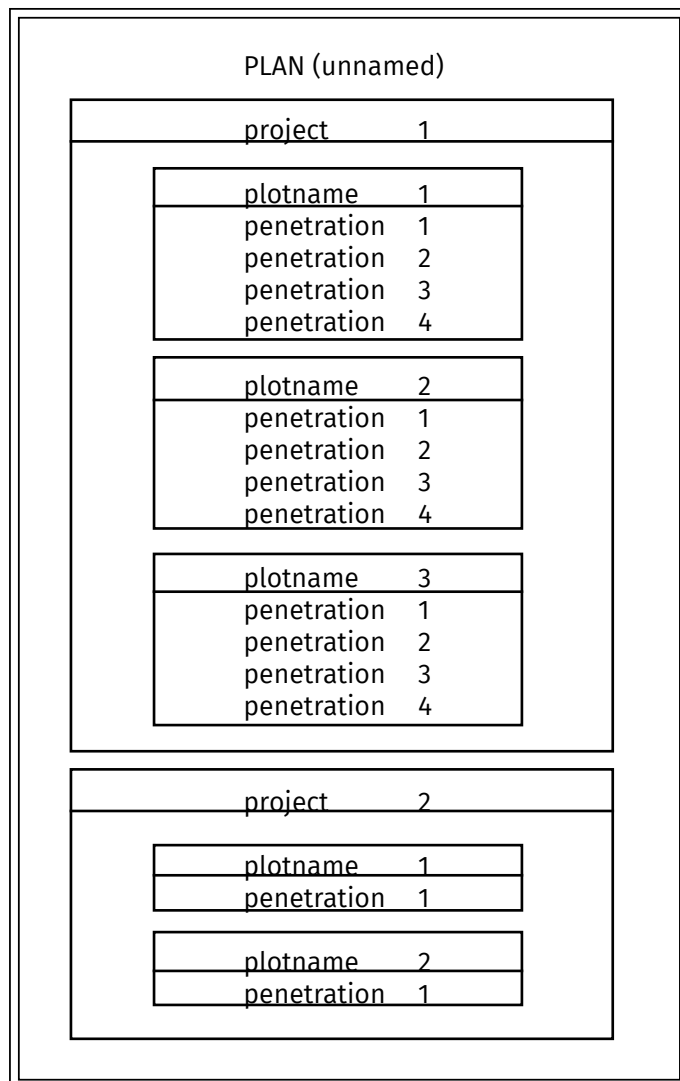 PLAN (unnamed)
project 1
plotname 1
penetration 1
penetration 2
penetration 3
penetration 4
plotname 2
penetration 1
penetration 2
penetration 3
penetration 4
plotname 3
penetration 1
penetration 2
penetration 3
penetration 4
project 2
plotname 1
penetration 1
plotname 2
penetration 1